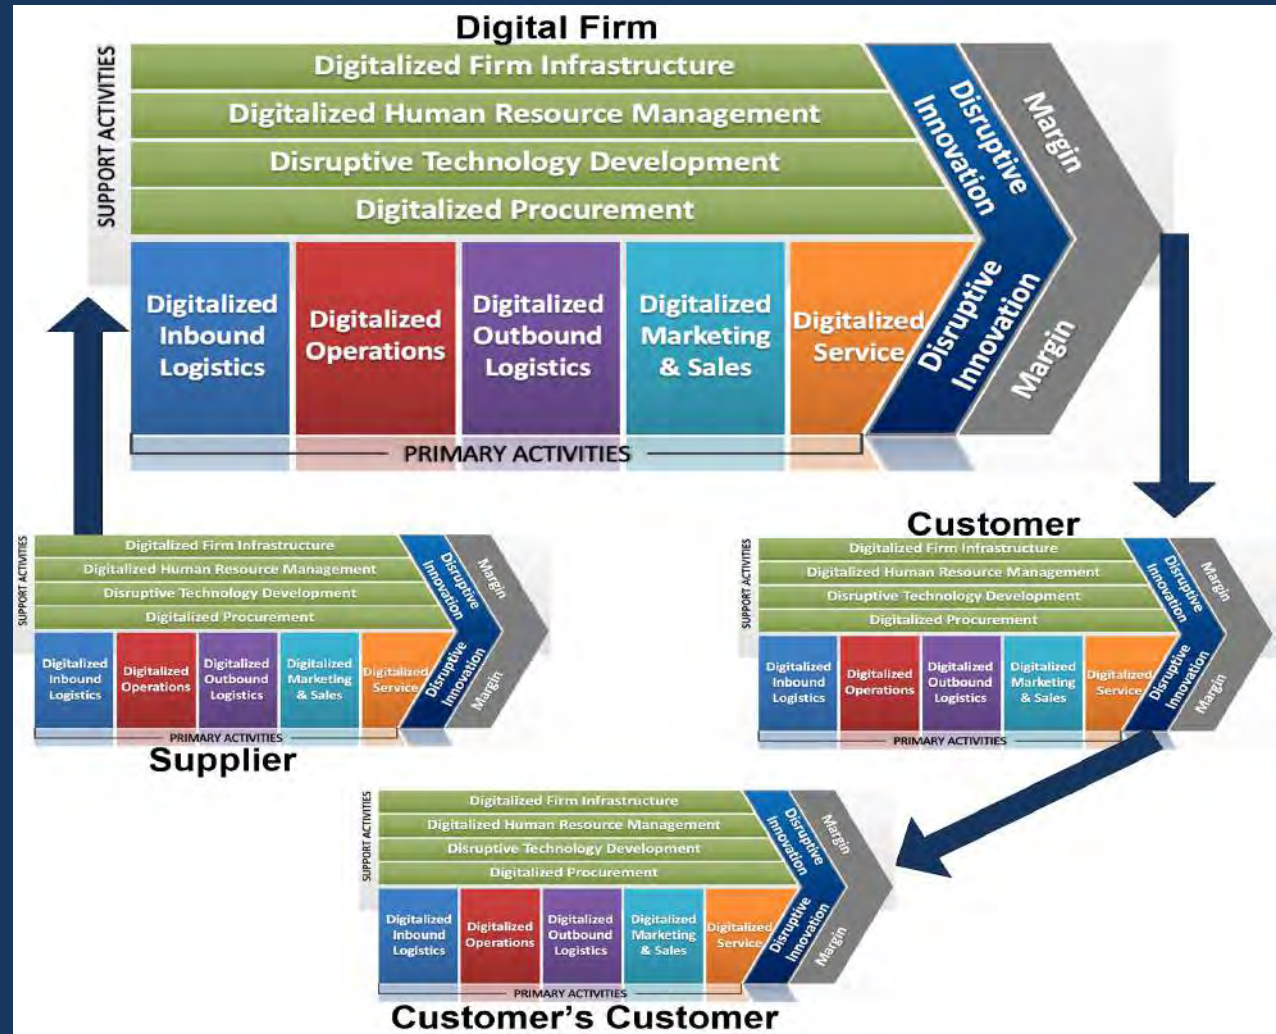 Digital Firm
SUPPORT ACTIVITIES
Digitalized Firm Infrastructure
Digitalized Human Resource Management
Disruptive Technology Development
Digitalized Procurement
Digitalized
Inbound
Logistics
Digitalized
Operations
Digitalized
Outbound
Logistics
Digitalized
Marketing
& Sales
Digitalized
Service
Disruptive
Innovation
Disruptive
Innovation
Margin
Margin
PRIMARY ACTIVITIES
SUPPORT ACTIVITIES
Digitalized Firm Infrastructure
Digitalized Human Resource Management
Disruptive Technology Development
Digitalized Procurement
Digitalized
Inbound
Logistics
Digitalized
Operations
Digitalized
Outbound
Logistics
Digitalized
Marketing
& Sales
Digitalized
Service
Disruptive
Innovation
Disruptive
Innovation
Margin
Margin
PRIMARY ACTIVITIES
Supplier
Customer
SUPPORT ACTIVITIES
Digitalized Firm Infrastructure
Digitalized Human Resource Management
Disruptive Technology Development
Digitalized Procurement
Digitalized
Inbound
Logistics
Digitalized
Operations
Digitalized
Outbound
Logistics
Digitalized
Marketing
& Sales
Digitalized
Service
Disruptive
Innovation
Disruptive
Innovation
Margin
Margin
PRIMARY ACTIVITIES
SUPPORT ACTIVITIES
Digitalized Firm Infrastructure
Digitalized Human Resource Management
Disruptive Technology Development
Digitalized Procurement
Digitalized
Inbound
Logistics
Digitalized
Operations
Digitalized
Outbound
Logistics
Digitalized
Marketing
& Sales
Digitalized
Service
Disruptive
Innovation
Disruptive
Innovation
Margin
Margin
PRIMARY ACTIVITIES
Customer's Customer